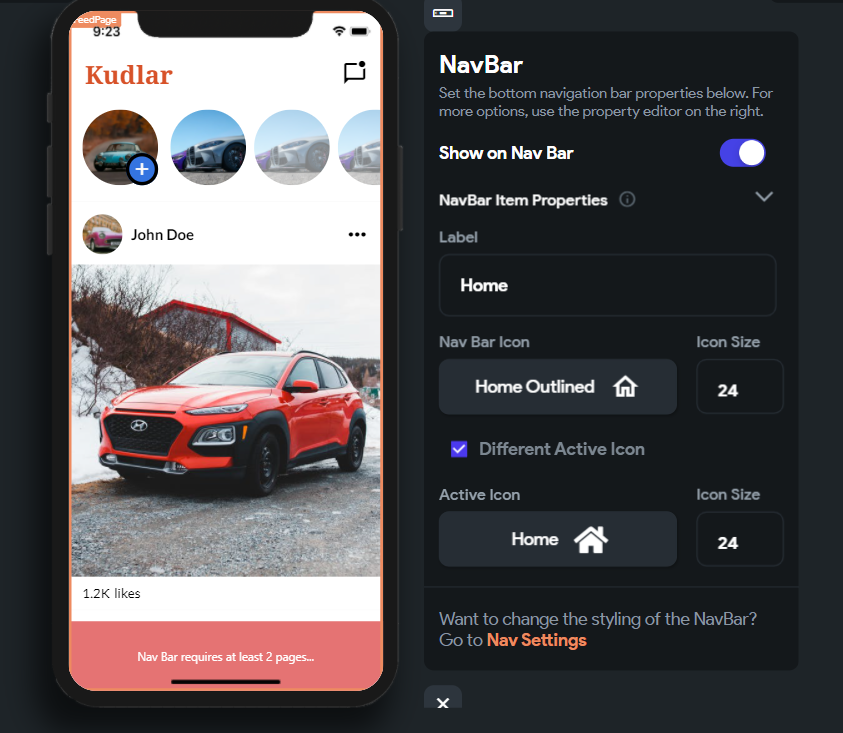 eedPage
9:23
Kudlar
John Doe
1.2K likes
Nav Bar requires at least 2 pages...
NavBar
Set the bottom navigation bar properties below. For
more options, use the property editor on the right.
Show on Nav Bar
NavBar Item Properties
Label
Home
Nav Bar Icon Icon Size
Home Outlined 24
Different Active Icon
Active Icon Icon Size
Home 24
Want to change the styling of the NavBar?
Go to Nav Settings